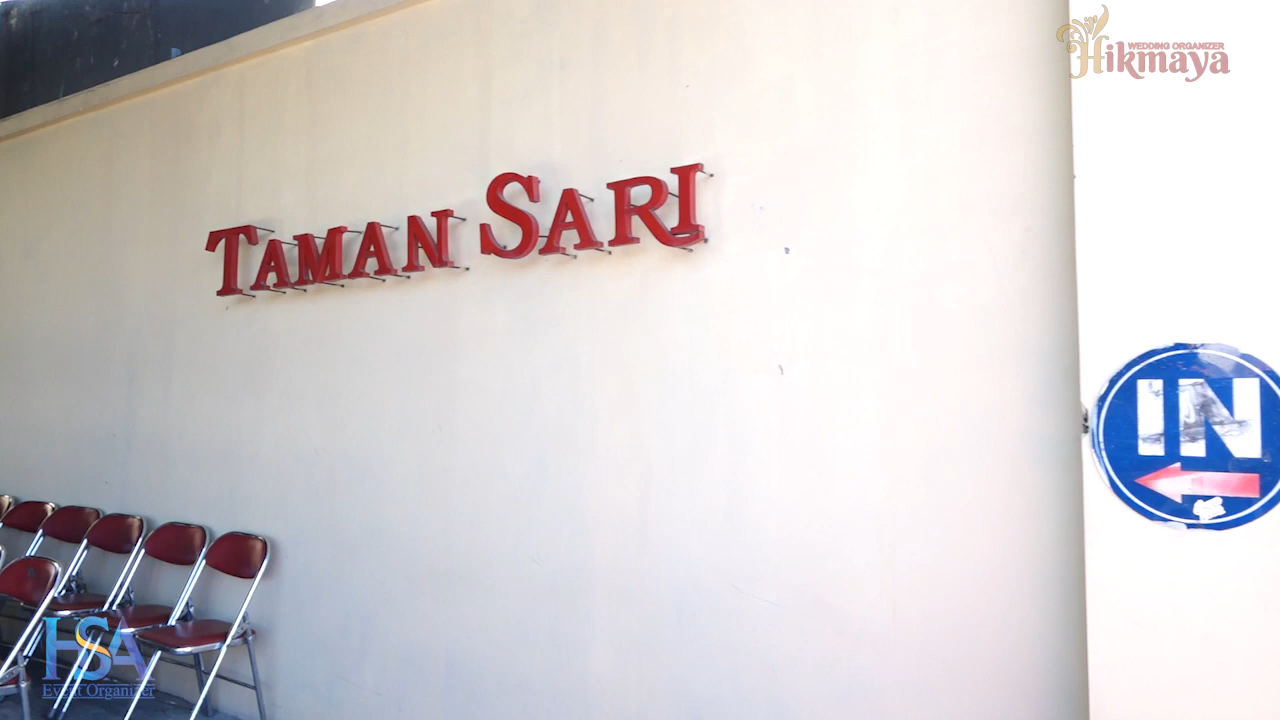 WEDDING ORGANIZER
Hikmaya
TAMAN SARI
IN
HSA
Event Organizer